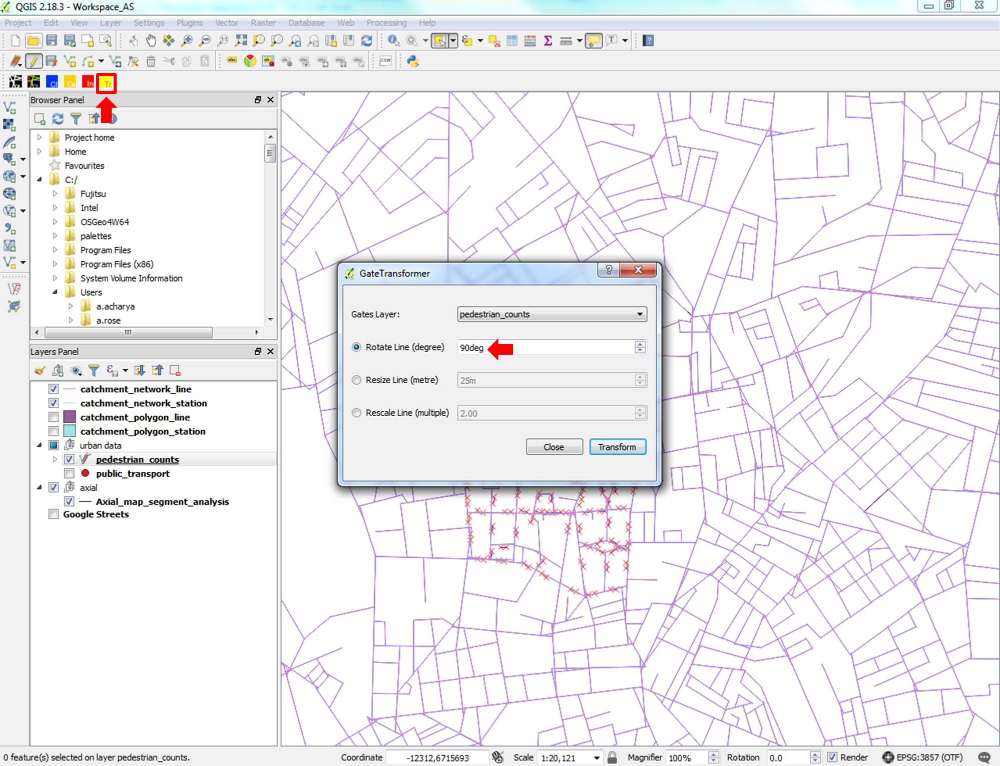 QGIS 2.18.3 - Workspace_AS
Project Edit View Layer Settings Plugins Vector Raster Database Web Processing Help
abc abc CSW
Cl Ca In Tr
Browser Panel
Project home
Home
Favourites
C:/
Fujitsu
Intel
OSGeo4W64
palettes
Program Files
Program Files (x86)
System Volume Information
Users
a.acharya
a.rose
Layers Panel
catchment_network_line
catchment_network_station
catchment_polygon_line
catchment_polygon_station
urban data
pedestrian_counts
public_transport
axial
Axial_map_segment_analysis
Google Streets
GateTransformer
Gates Layer: pedestrian_counts
Rotate Line (degree) 90deg
Resize Line (metre) 25m
Rescale Line (multiple) 2.00
Close Transform
0 feature(s) selected on layer pedestrian_counts. Coordinate -12312,6715693 Scale 1:20,121 Magnifier 100% Rotation 0.0 Render EPSG:3857 (OTF)